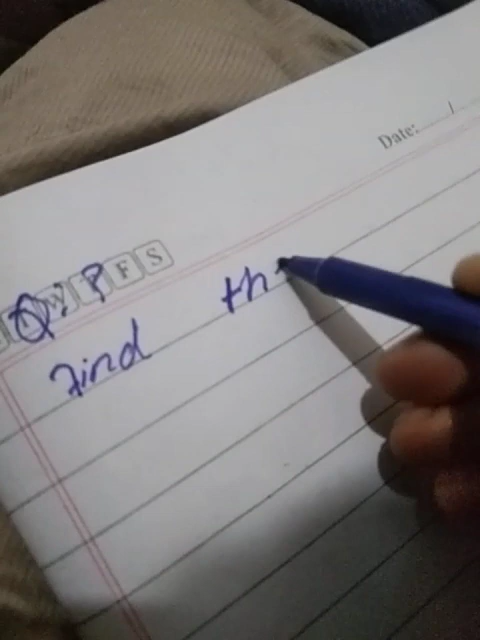 Date: ...... /
T W T F S
Q: P
Find th